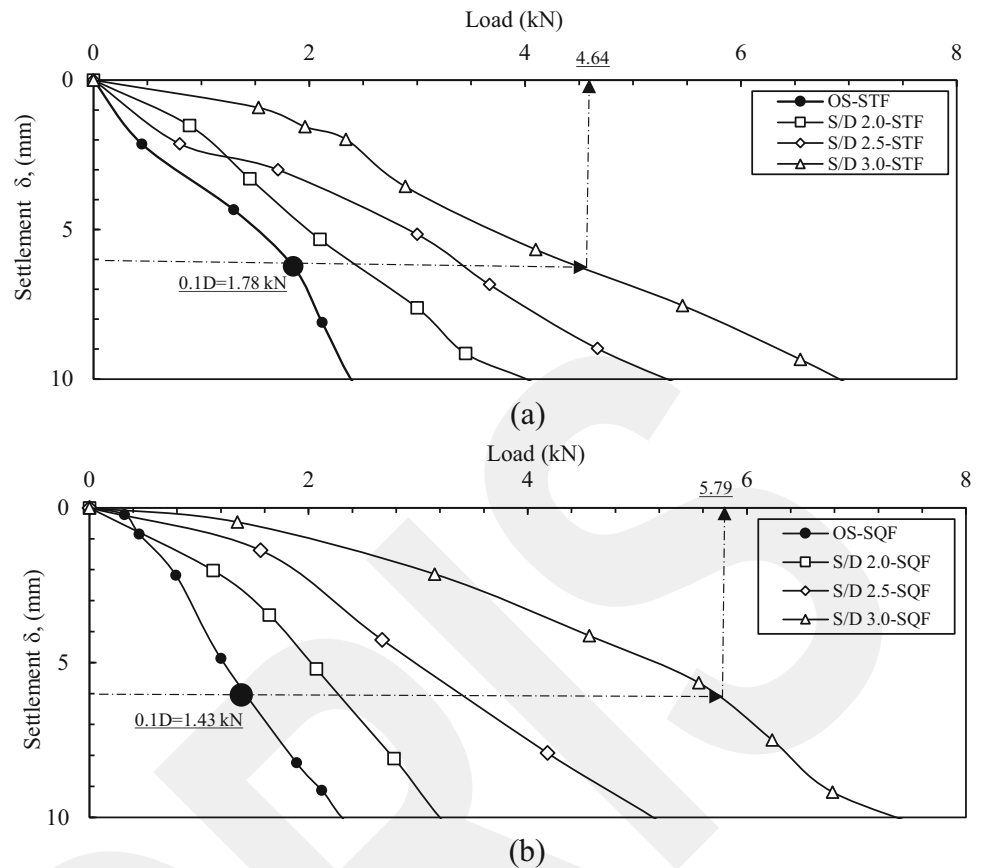 Load (kN)
0 2 4 6 8
4.64
0
5
10
Settlement δ, (mm)
OS-STF
S/D 2.0-STF
S/D 2.5-STF
S/D 3.0-STF
0.1D=1.78 kN
(a)
Load (kN)
0 2 4 6 8
5.79
0
5
10
Settlement δ, (mm)
OS-SQF
S/D 2.0-SQF
S/D 2.5-SQF
S/D 3.0-SQF
0.1D=1.43 kN
(b)